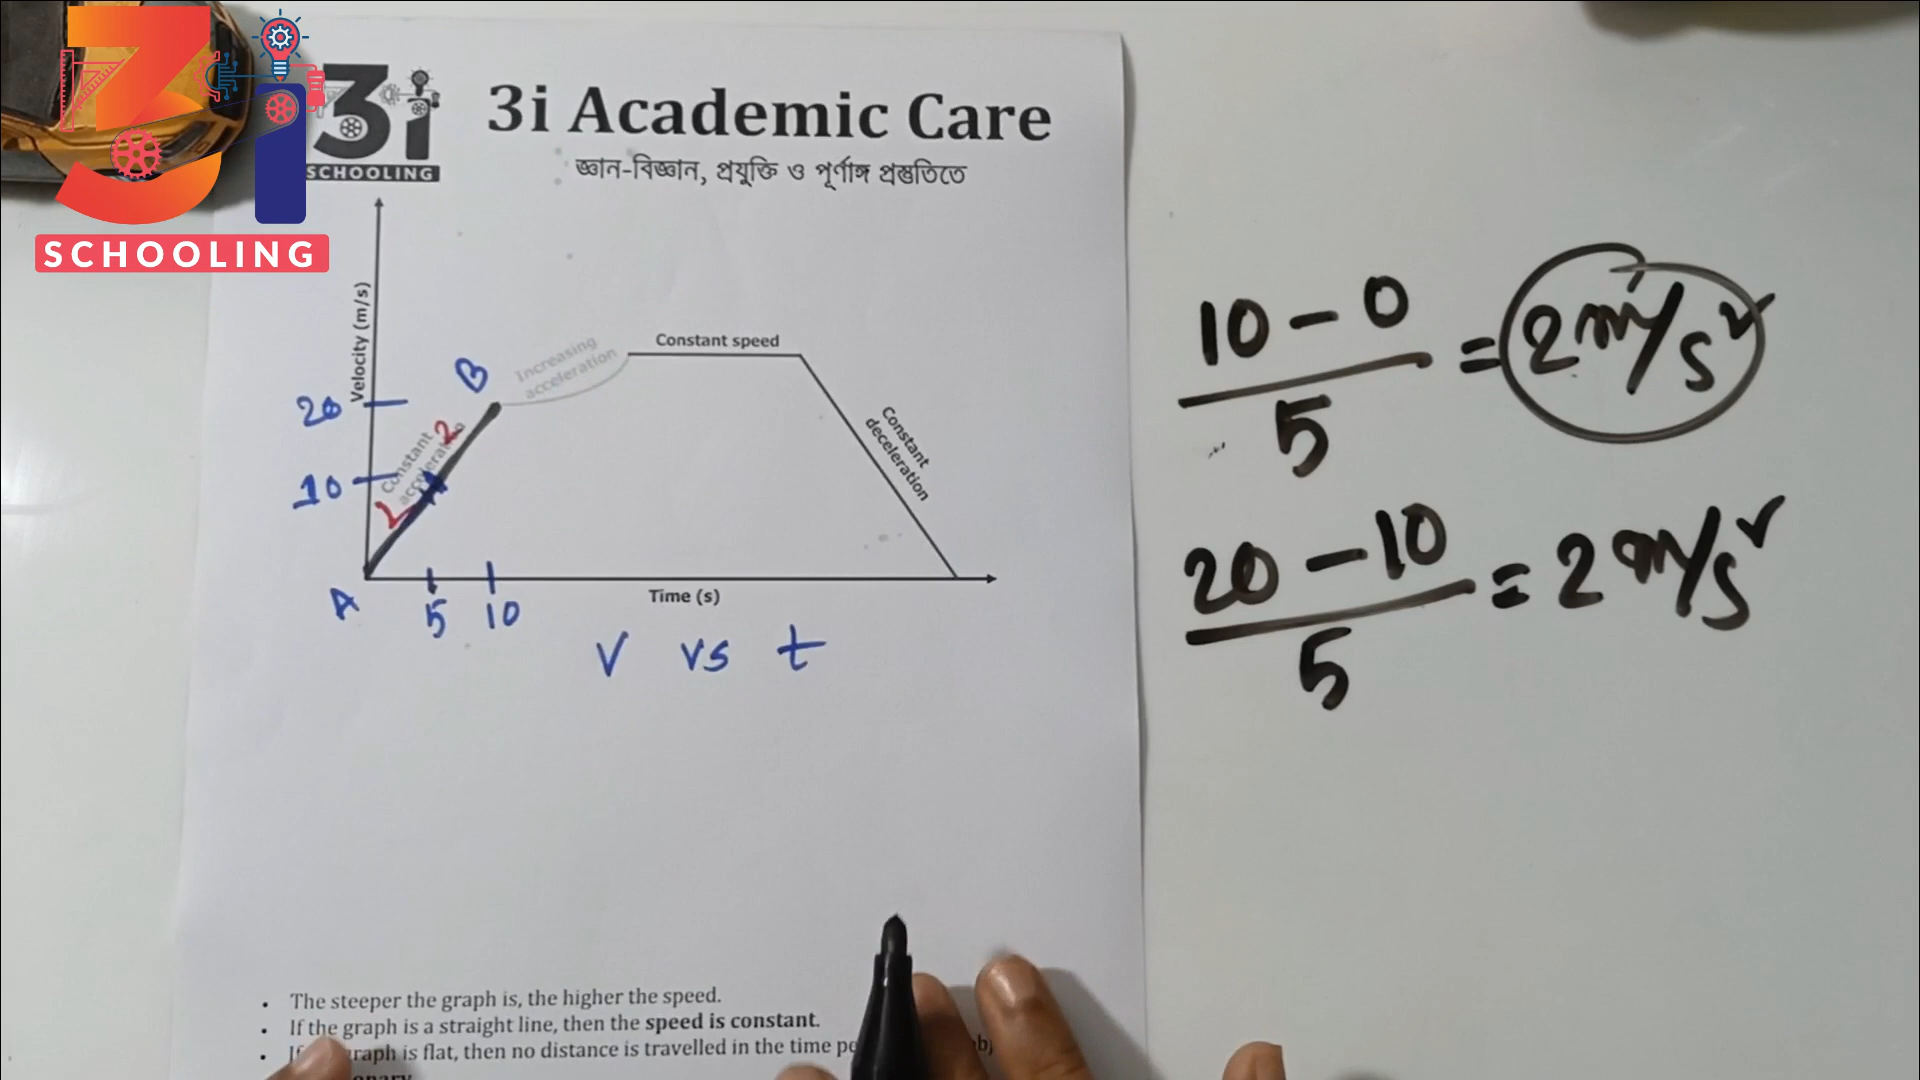 3i
SCHOOLING
3i
SCHOOLING
3i Academic Care
জ্ঞান-বিজ্ঞান, প্রযুক্তি ও পূর্ণাঙ্গ প্রস্তুতিতে
Velocity (m/s)
20
10
A
B
2
2
Constant
acceleration
Increasing
acceleration
Constant speed
Constant
deceleration
5
10
Time (s)
V vs t
10 - 0
5
= 2 m/s²
20 - 10
5
= 2 m/s²
• The steeper the graph is, the higher the speed.
• If the graph is a straight line, then the speed is constant.
• If graph is flat, then no distance is travelled in the time